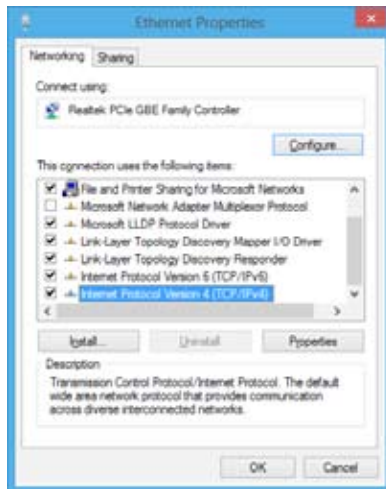 Ethernet Properties
Networking
Sharing
Connect using:
Realtek PCIe GBE Family Controller
Configure...
This connection uses the following items:
File and Printer Sharing for Microsoft Networks
Microsoft Network Adapter Multiplexor Protocol
Microsoft LLDP Protocol Driver
Link-Layer Topology Discovery Mapper I/O Driver
Link-Layer Topology Discovery Responder
Internet Protocol Version 6 (TCP/IPv6)
Internet Protocol Version 4 (TCP/IPv4)
Install...
Uninstall
Properties
Description
Transmission Control Protocol/Internet Protocol. The default
wide area network protocol that provides communication
across diverse interconnected networks.
OK
Cancel